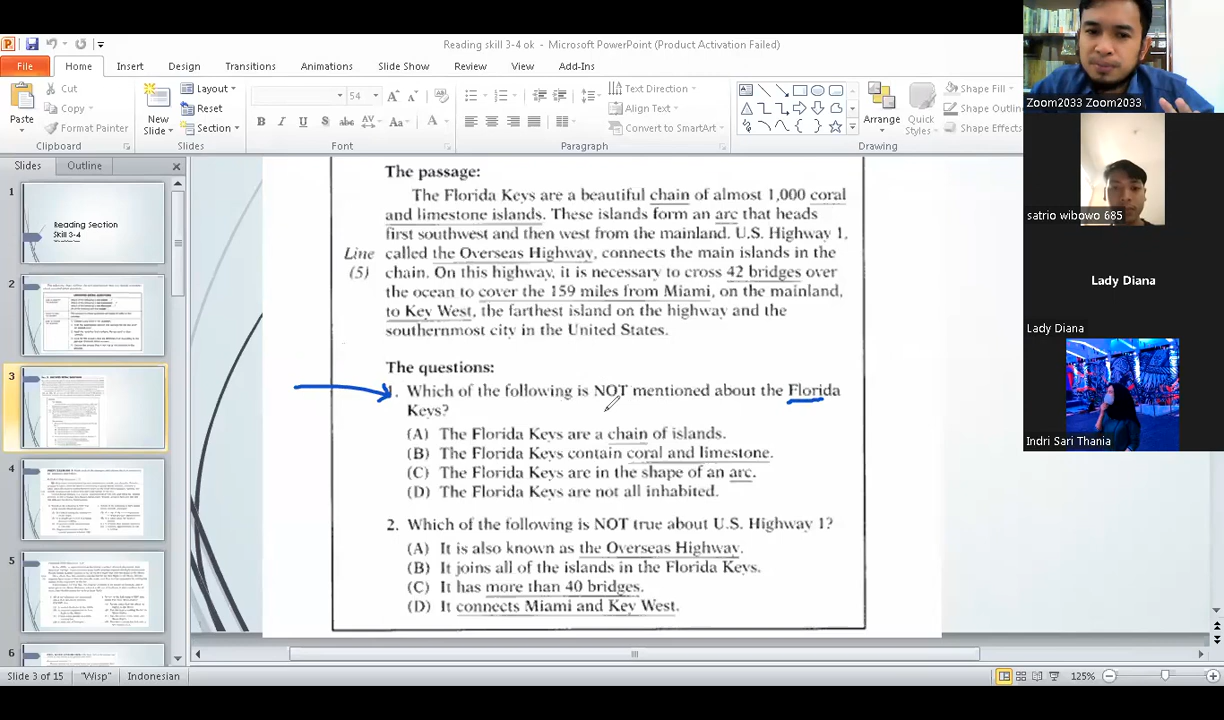 Reading skill 3-4 ok - Microsoft PowerPoint (Product Activation Failed)
File Home Insert Design Transitions Animations Slide Show Review View Add-Ins
Paste
Cut
Copy
Format Painter
Clipboard
New
Slide
Layout
Reset
Section
Slides
54
B I U S abc AV Aa A
Font
Text Direction
Align Text
Convert to SmartArt
Paragraph
Arrange
Quick
Styles
Shape Fill
Shape Outline
Shape Effects
Drawing
Slides Outline
1
Reading Section
Skill 3-4
2
3
4
5
6
The passage:
The Florida Keys are a beautiful chain of almost 1,000 coral
and limestone islands. These islands form an arc that heads
first southwest and then west from the mainland. U.S. Highway 1,
Line called the Overseas Highway, connects the main islands in the
(5) chain. On this highway, it is necessary to cross 42 bridges over
the ocean to cover the 159 miles from Miami, on the mainland,
to Key West, the farthest island on the highway and the
southernmost city in the United States.
The questions:
1. Which of the following is NOT mentioned about the Florida
Keys?
(A) The Florida Keys are a chain of islands.
(B) The Florida Keys contain coral and limestone.
(C) The Florida Keys are in the shape of an arc.
(D) The Florida Keys are not all inhabited.
2. Which of the following is NOT true about U.S. Highway 1?
(A) It is also known as the Overseas Highway.
(B) It joins all of the islands in the Florida Keys.
(C) It has more than 40 bridges.
(D) It connects Miami and Key West.
Slide 3 of 15 "Wisp" Indonesian
125%
Zoom2033 Zoom2033
satrio wibowo 685
Lady Diana
Lady Diana
Indri Sari Thania